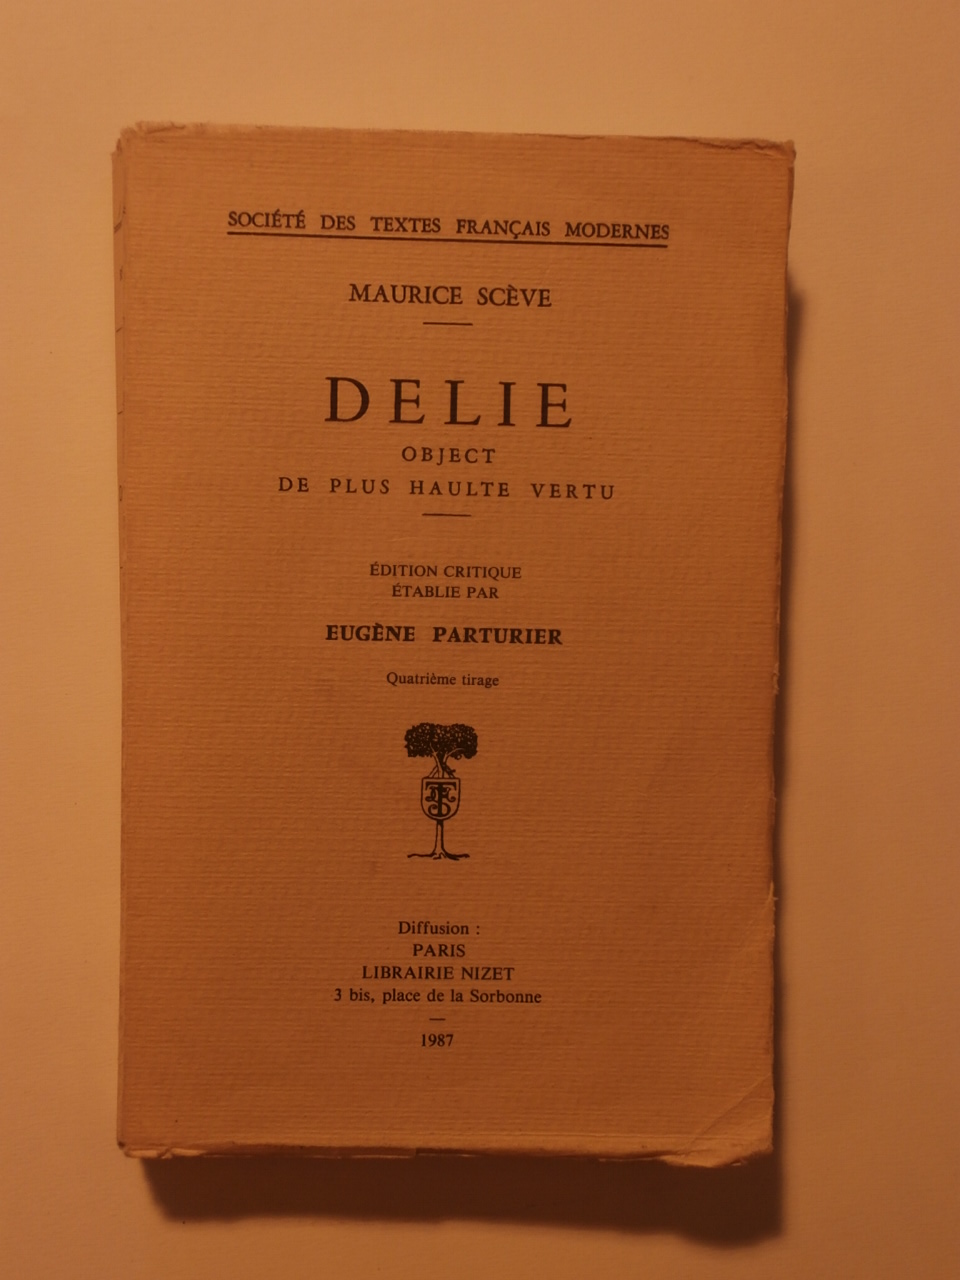 SOCIÉTÉ DES TEXTES FRANÇAIS MODERNES
MAURICE SCÈVE
DELIE
OBJECT
DE PLUS HAULTE VERTU
ÉDITION CRITIQUE
ÉTABLIE PAR
EUGÈNE PARTURIER
Quatrième tirage
Diffusion :
PARIS
LIBRAIRIE NIZET
3 bis, place de la Sorbonne
1987